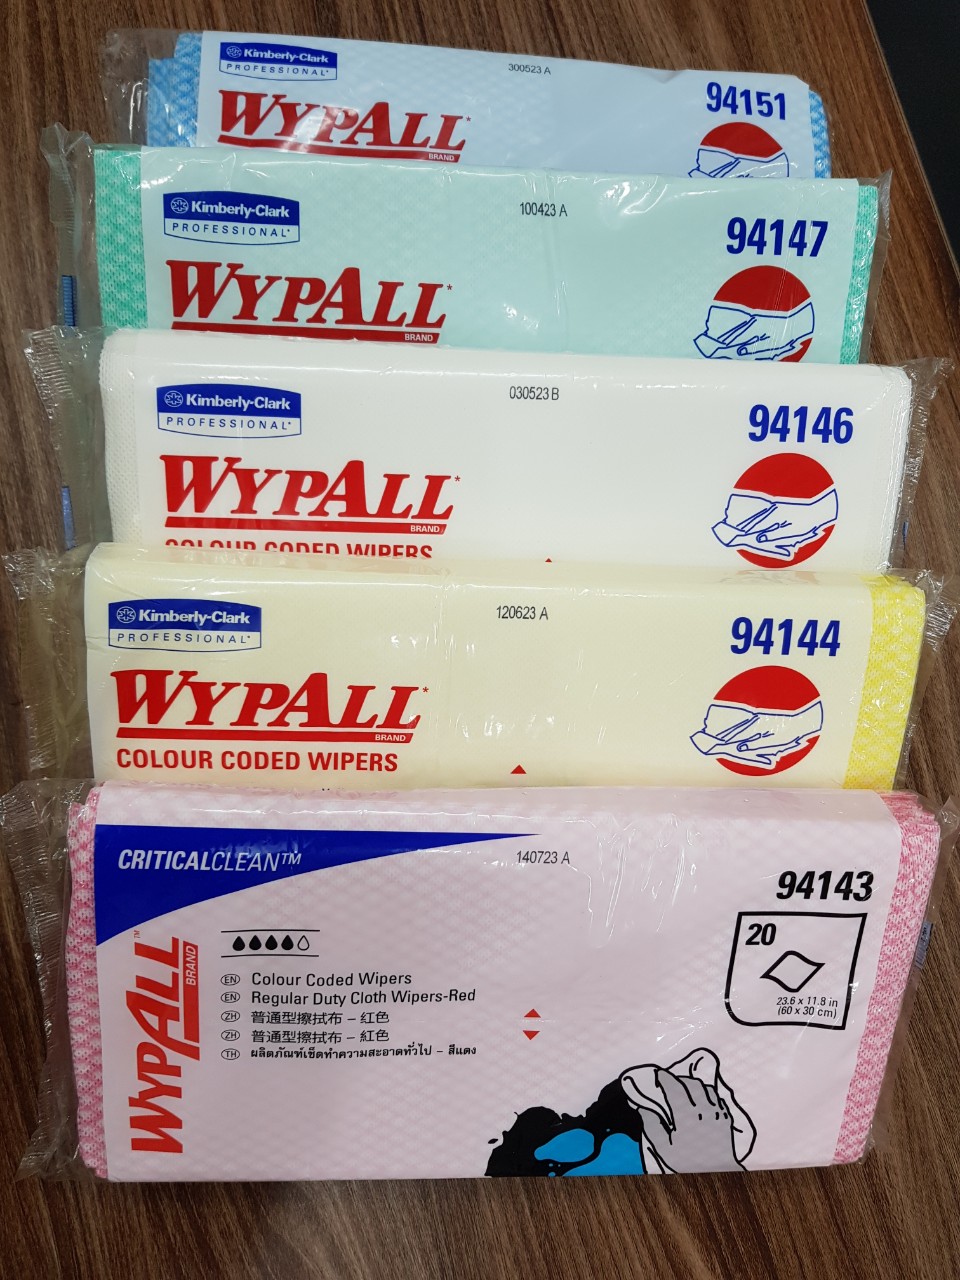 Kimberly-Clark
PROFESSIONAL*
300523 A
94151
WYPALL*
BRAND
Kimberly-Clark
PROFESSIONAL*
100423 A
94147
WYPALL*
BRAND
Kimberly-Clark
PROFESSIONAL*
030523 B
94146
WYPALL*
BRAND
COLOUR CODED WIPERS
Kimberly-Clark
PROFESSIONAL*
120623 A
94144
WYPALL*
BRAND
COLOUR CODED WIPERS
CRITICALCLEAN™
140723 A
94143
20
23.6 x 11.8 in
(60 x 30 cm)
WYPALL™
BRAND
EN Colour Coded Wipers
EN Regular Duty Cloth Wipers-Red
ZH 普通型擦拭布 – 紅色
ZH 普通型擦拭布 – 紅色
TH ผลิตภัณฑ์เช็ดทำความสะอาดทั่วไป – สีแดง